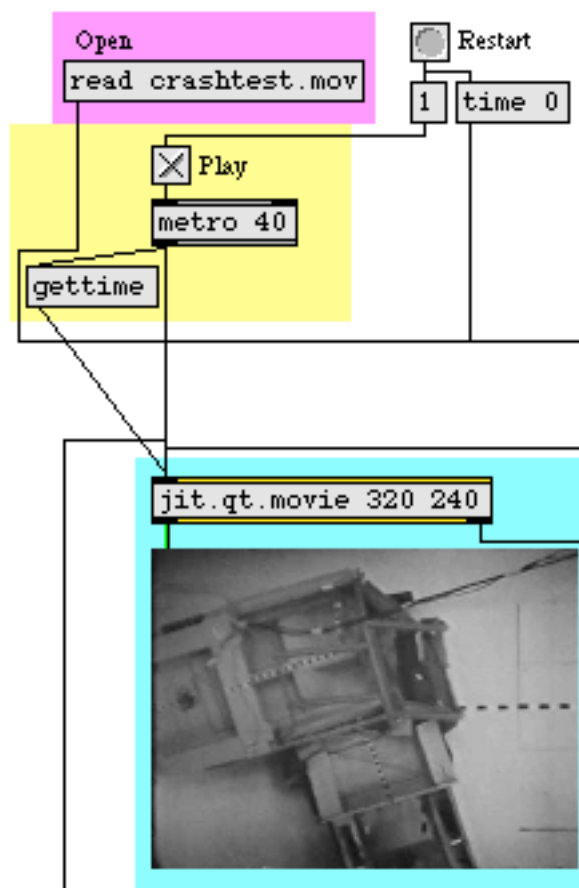 Open
read crashtest.mov
Restart
1
time 0
Play
metro 40
gettime
jit.qt.movie 320 240